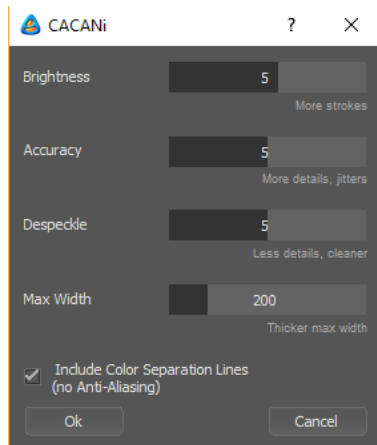 CACANi ?
Brightness 5
More strokes
Accuracy 5
More details, jitters
Despeckle 5
Less details, cleaner
Max Width 200
Thicker max width
Include Color Separation Lines
(no Anti-Aliasing)
Ok Cancel